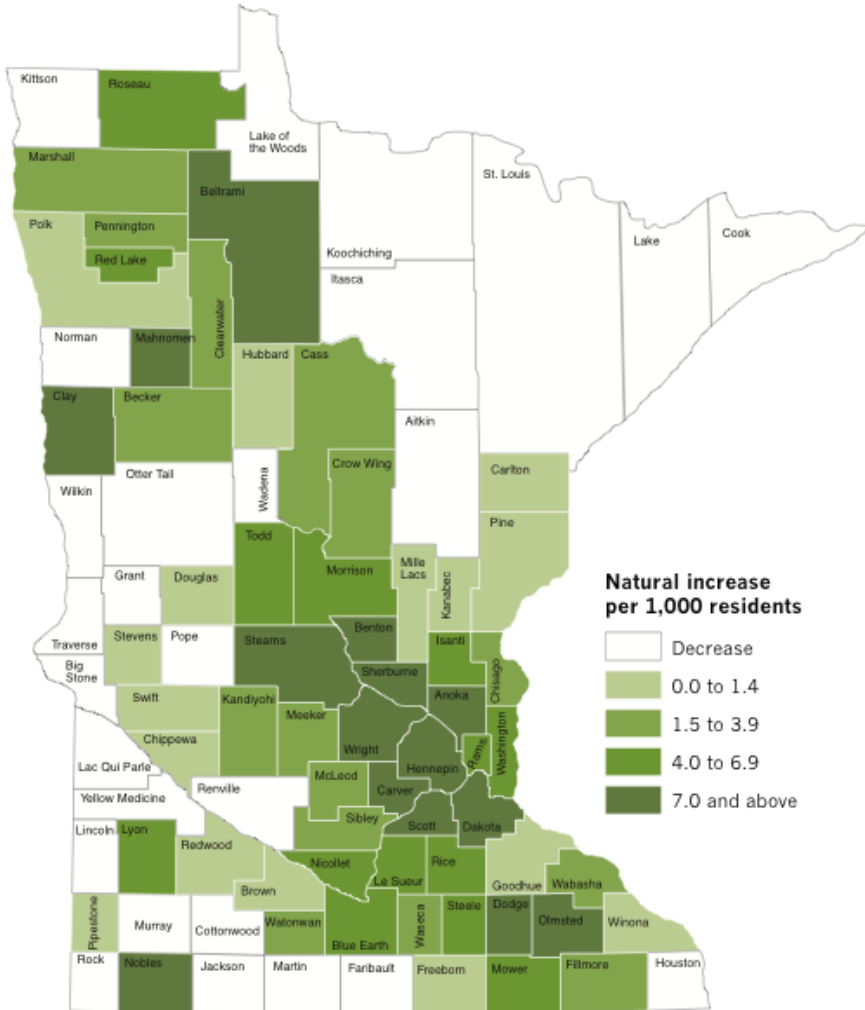 Kittson
Roseau
Lake of
the Woods
Marshall
Beltrami
St. Louis
Polk
Pennington
Koochiching
Lake
Cook
Red Lake
Itasca
Norman
Mahnomen
Clearwater
Hubbard
Cass
Clay
Becker
Aitkin
Otter Tail
Wadena
Crow Wing
Carlton
Wilkin
Pine
Todd
Morrison
Mille
Lacs
Kanabec
Grant
Douglas
Traverse
Stevens
Pope
Stearns
Benton
Isanti
Big
Stone
Sherburne
Chisago
Swift
Kandiyohi
Meeker
Anoka
Washington
Chippewa
Wright
Hennepin
Rams.
Lac Qui Parle
Renville
McLeod
Carver
Yellow Medicine
Sibley
Scott
Dakota
Lincoln
Lyon
Redwood
Nicollet
Le Sueur
Rice
Goodhue
Wabasha
Brown
Pipestone
Murray
Cottonwood
Watonwan
Blue Earth
Waseca
Steele
Dodge
Olmsted
Winona
Rock
Nobles
Jackson
Martin
Faribault
Freeborn
Mower
Fillmore
Houston
Natural increase
per 1,000 residents
Decrease
0.0 to 1.4
1.5 to 3.9
4.0 to 6.9
7.0 and above